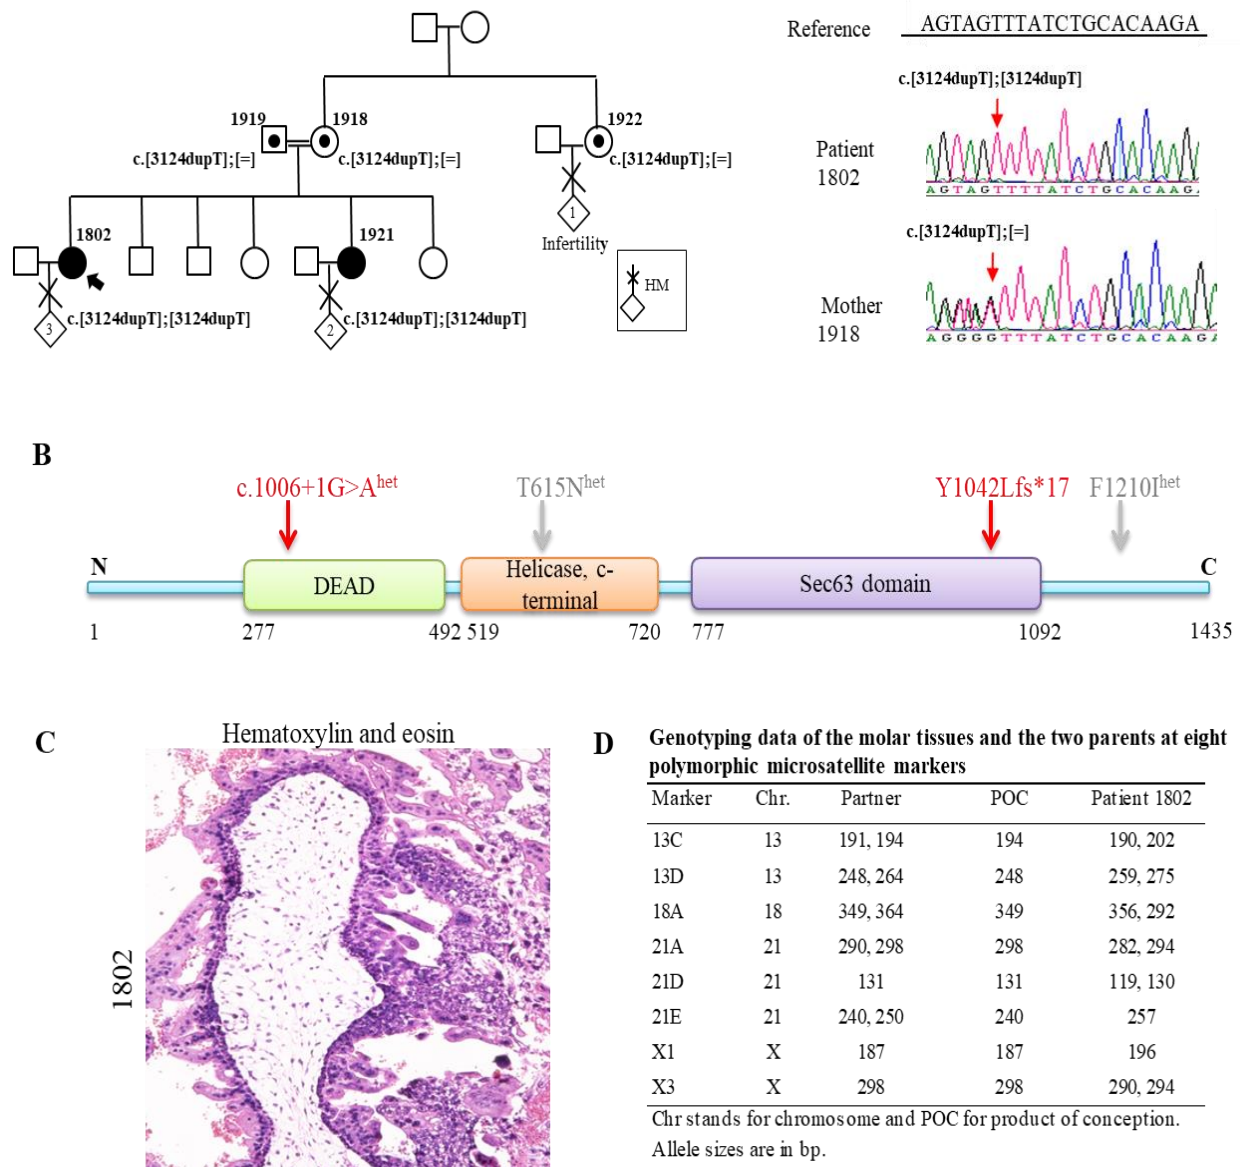 Reference AGTAGTTTATCTGCACAAGA
c.[3124dupT];[3124dupT]
Patient
1802
AGTAGTTTTATCTGCACAAGA
c.[3124dupT];[=]
Mother
1918
AGGGGTTTATCTGCACAAGA
1919 1918 1922
c.[3124dupT];[=] c.[3124dupT];[=] c.[3124dupT];[=]
1
Infertility
1802 1921
HM
3 c.[3124dupT];[3124dupT] 2 c.[3124dupT];[3124dupT]
B
c.1006+1G>Ahet T615Nhet Y1042Lfs*17 F1210Ihet
N DEAD Helicase, c-
terminal Sec63 domain C
1 277 492 519 720 777 1092 1435
C Hematoxylin and eosin
1802
D Genotyping data of the molar tissues and the two parents at eight
polymorphic microsatellite markers
Marker Chr. Partner POC Patient 1802
13C 13 191, 194 194 190, 202
13D 13 248, 264 248 259, 275
18A 18 349, 364 349 356, 292
21A 21 290, 298 298 282, 294
21D 21 131 131 119, 130
21E 21 240, 250 240 257
X1 X 187 187 196
X3 X 298 298 290, 294
Chr stands for chromosome and POC for product of conception.
Allele sizes are in bp.